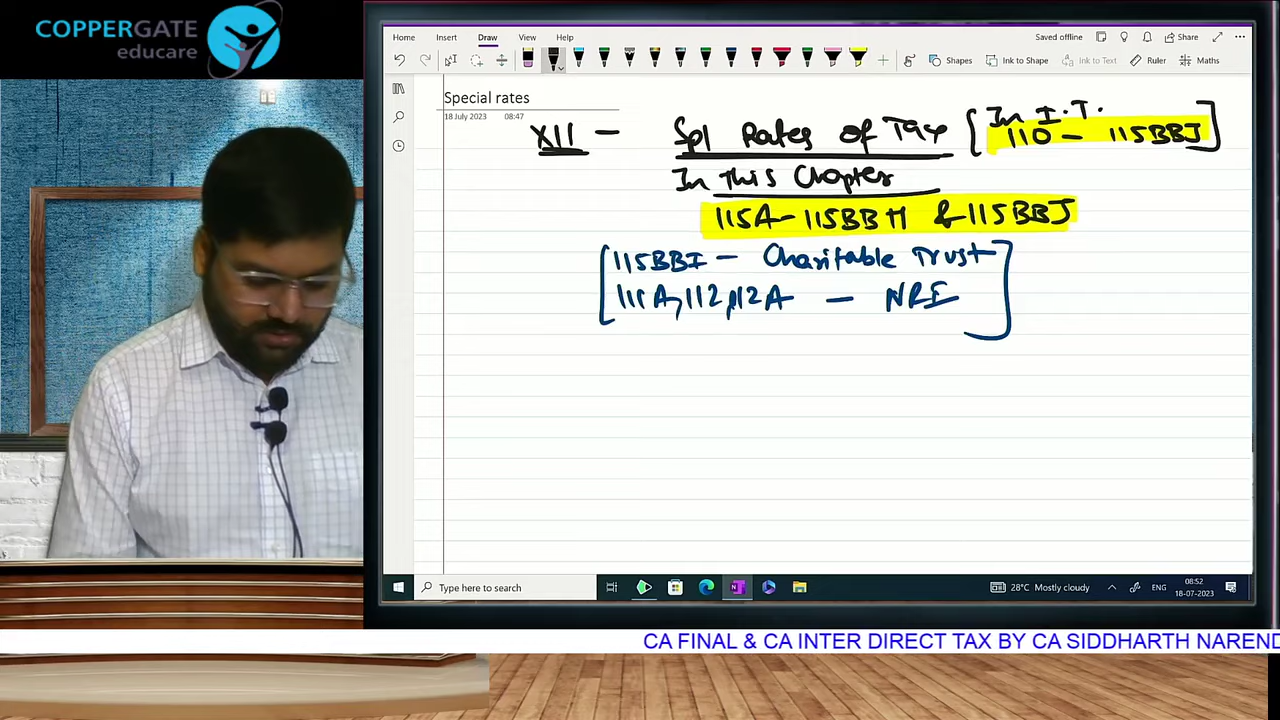 COPPERGATE
educare
Home Insert Draw View Help
Saved offline
Share
Shapes
Ink to Shape
Ink to Text
Ruler
Maths
Special rates
18 July 2023 08:47
XII - Spl Rates of Tax [In I.T. 110 - 115BBJ]
In This Chapter
115A - 115BBH & 115BBJ
115BBI - Charitable Trust
111A, 112, 112A - NRI
Type here to search
28°C Mostly cloudy
ENG
08:52
18-07-2023
CA FINAL & CA INTER DIRECT TAX BY CA SIDDHARTH NAREND